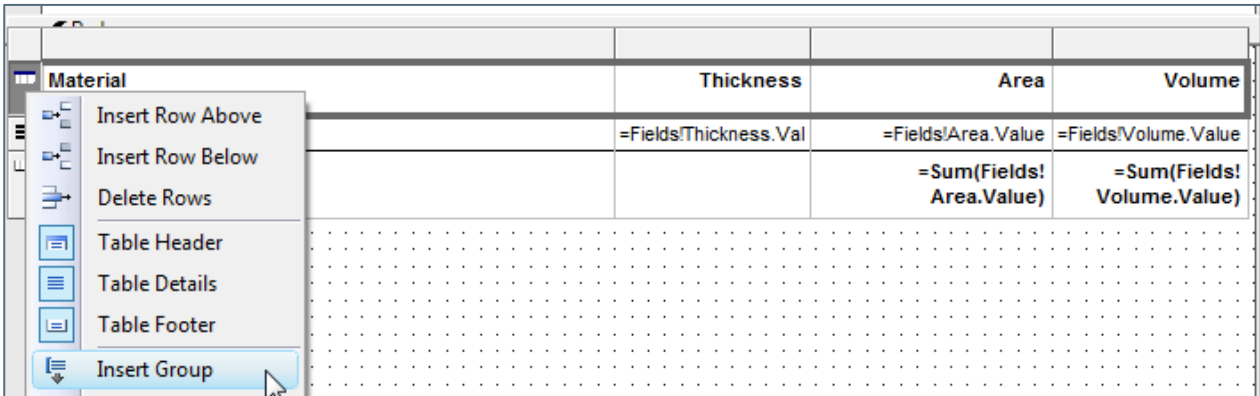 Material Thickness Area Volume
Insert Row Above
=Fields!Thickness.Val =Fields!Area.Value =Fields!Volume.Value
Insert Row Below
=Sum(Fields! =Sum(Fields!
Area.Value) Volume.Value)
Delete Rows
Table Header
Table Details
Table Footer
Insert Group